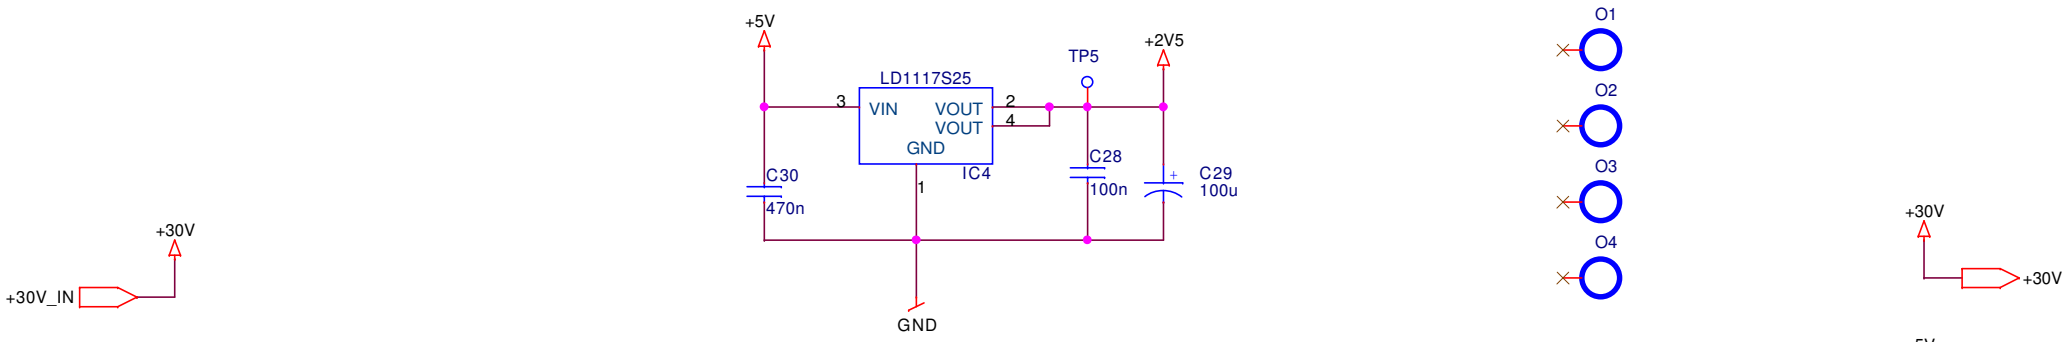 O1
+5V
+2V5
TP5
LD1117S25
O2
3
VIN
VOUT
2
VOUT
4
GND
C28
C30
IC4
C29
O3
1
100n
100u
470n
+30V
+30V
O4
+30V_IN
+30V
GND